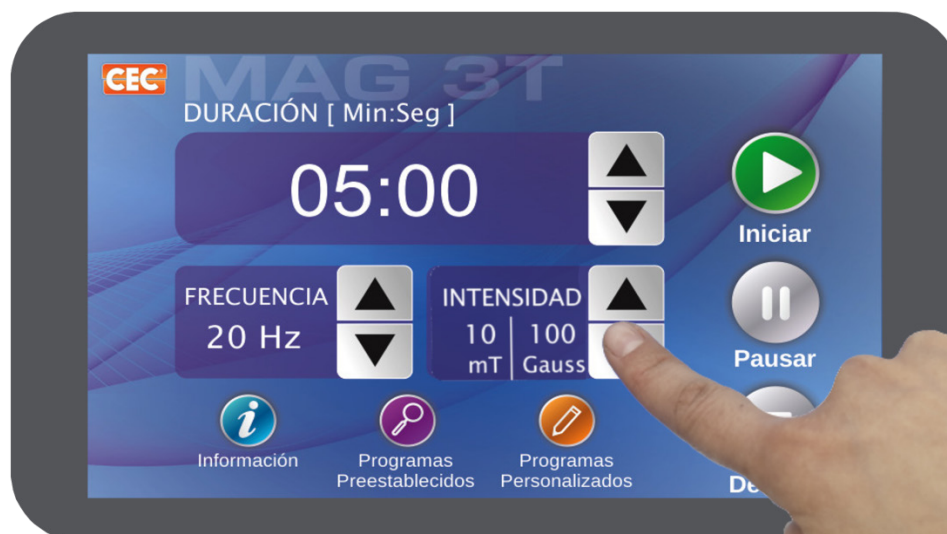 CEC
MAG 3T
DURACIÓN [ Min:Seg ]
05:00
Iniciar
FRECUENCIA
20 Hz
INTENSIDAD
10 100
mT Gauss
Pausar
Información
Programas
Preestablecidos
Programas
Personalizados